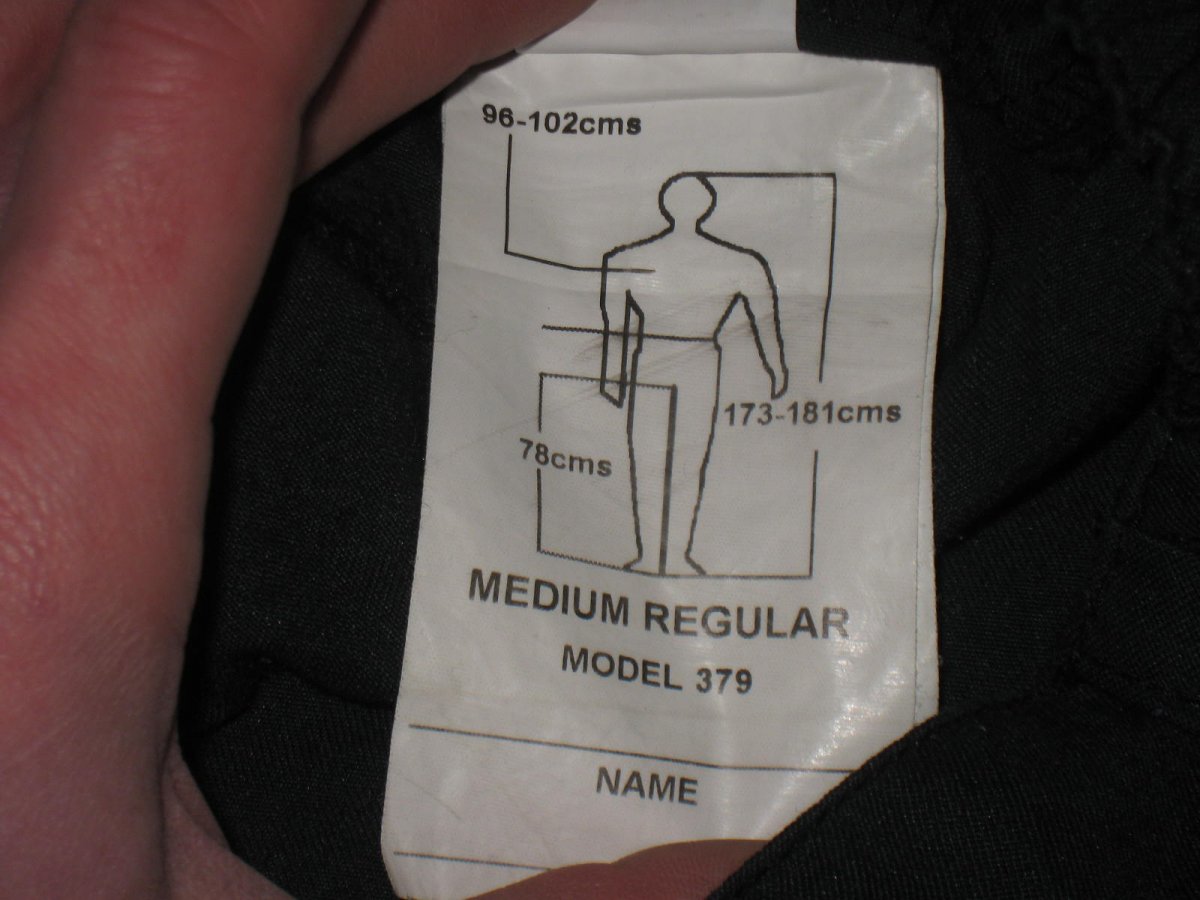 96-102cms
173-181cms
78cms
MEDIUM REGULAR
MODEL 379
NAME